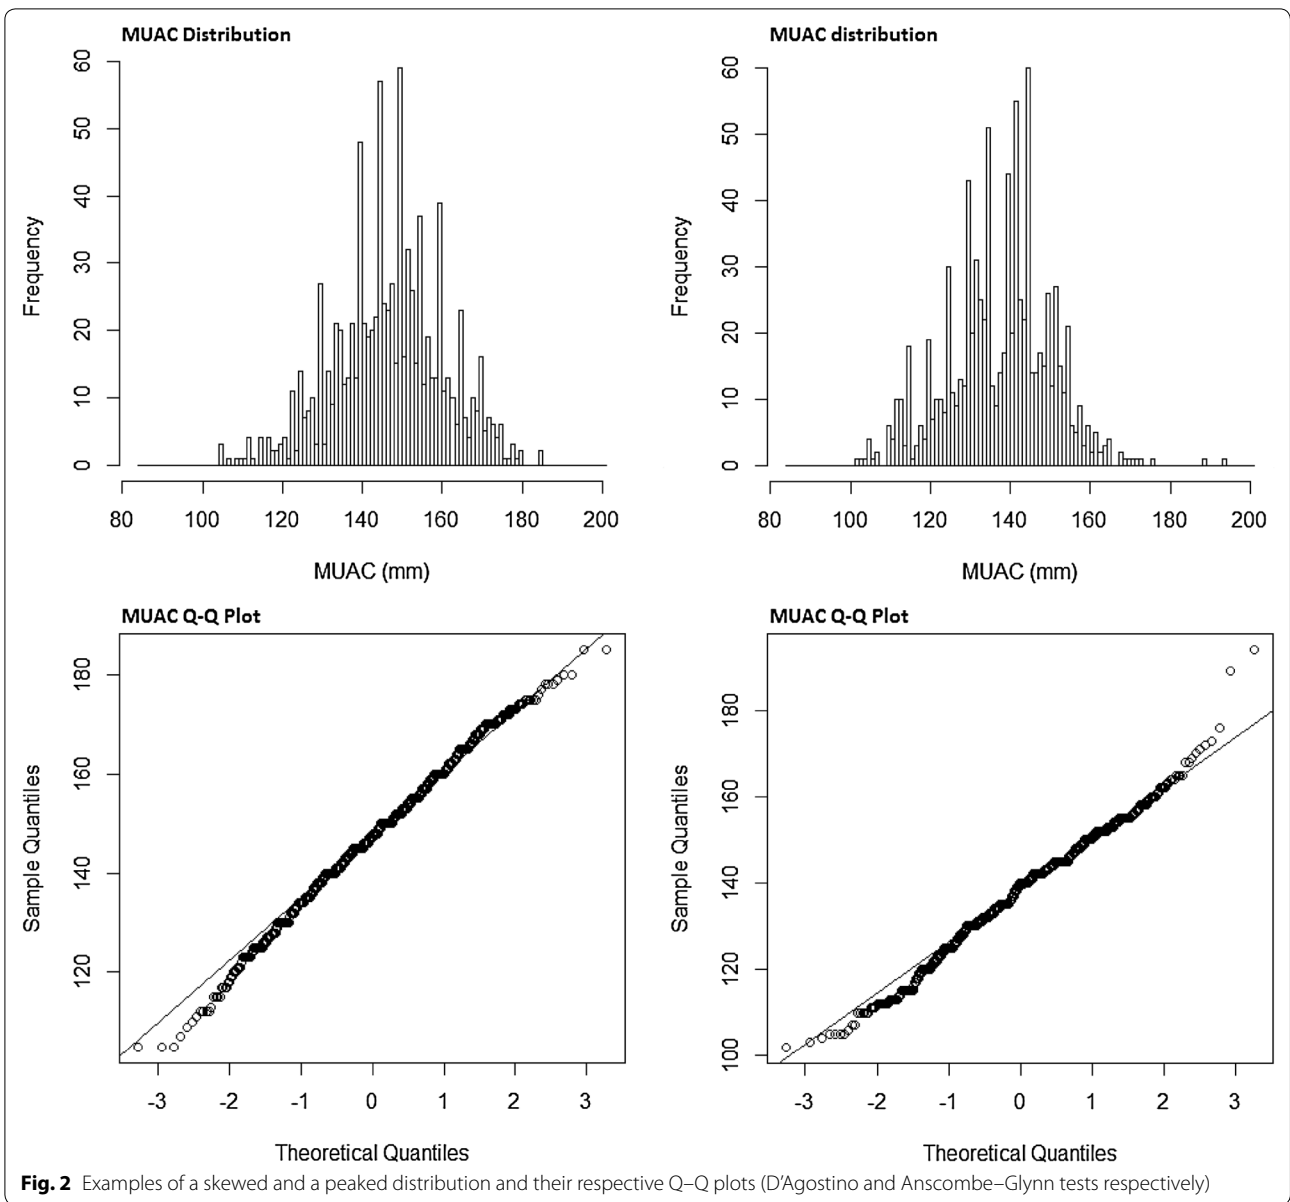 MUAC Distribution
60
50
40
30
20
10
0
Frequency
80 100 120 140 160 180 200
MUAC (mm)
MUAC distribution
60
50
40
30
20
10
0
Frequency
80 100 120 140 160 180 200
MUAC (mm)
MUAC Q-Q Plot
180
160
140
120
Sample Quantiles
-3 -2 -1 0 1 2 3
Theoretical Quantiles
MUAC Q-Q Plot
180
160
140
120
100
Sample Quantiles
-3 -2 -1 0 1 2 3
Theoretical Quantiles
Fig. 2 Examples of a skewed and a peaked distribution and their respective Q–Q plots (D’Agostino and Anscombe–Glynn tests respectively)